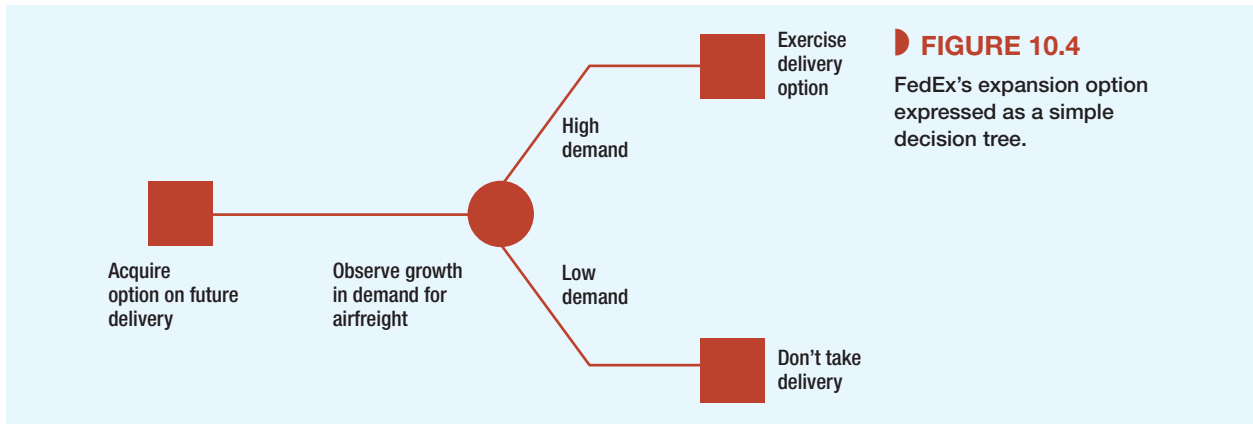 Exercise
delivery
option
FIGURE 10.4
FedEx’s expansion option
expressed as a simple
decision tree.
High
demand
Acquire
option on future
delivery
Observe growth
in demand for
airfreight
Low
demand
Don’t take
delivery